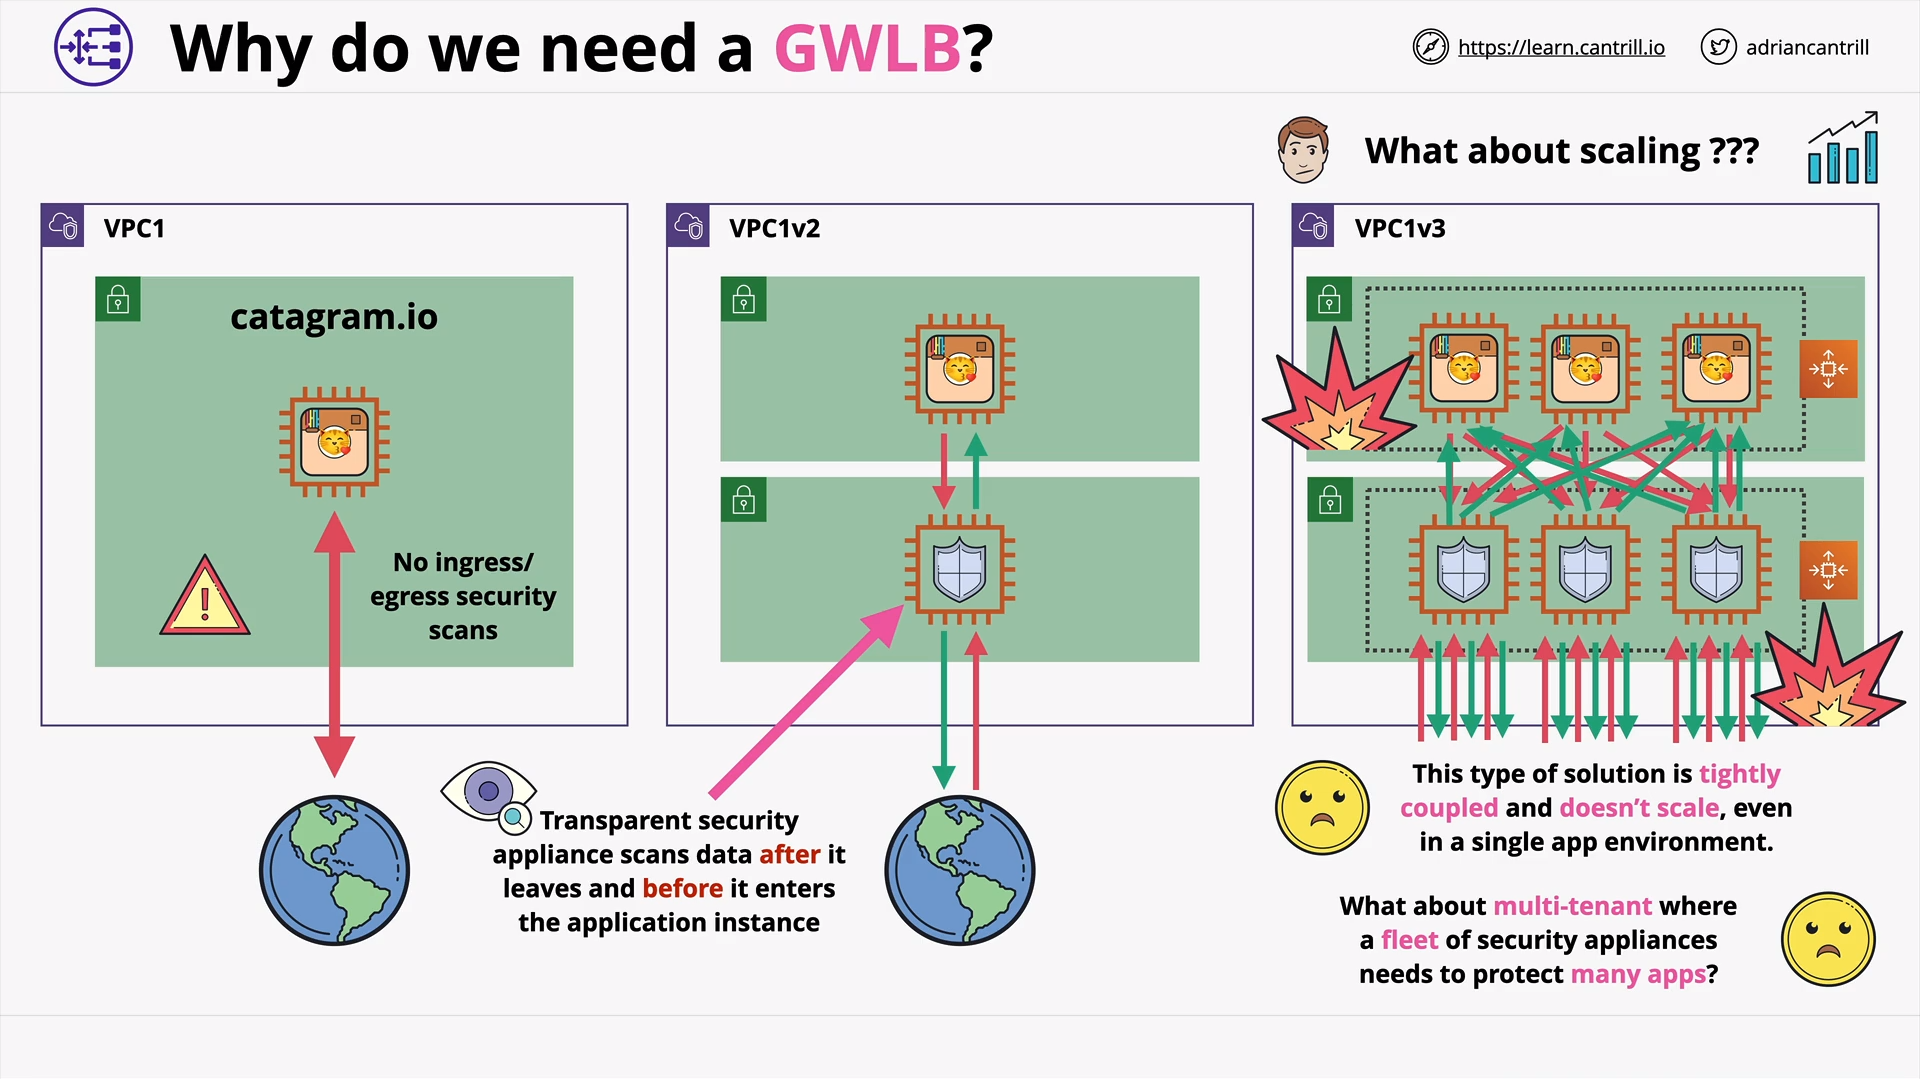 Why do we need a GWLB?
https://learn.cantrill.io
adriancantrill
What about scaling ???
VPC1
catagram.io
No ingress/
egress security
scans
VPC1v2
Transparent security
appliance scans data after it
leaves and before it enters
the application instance
VPC1v3
This type of solution is tightly
coupled and doesn’t scale, even
in a single app environment.
What about multi-tenant where
a fleet of security appliances
needs to protect many apps?